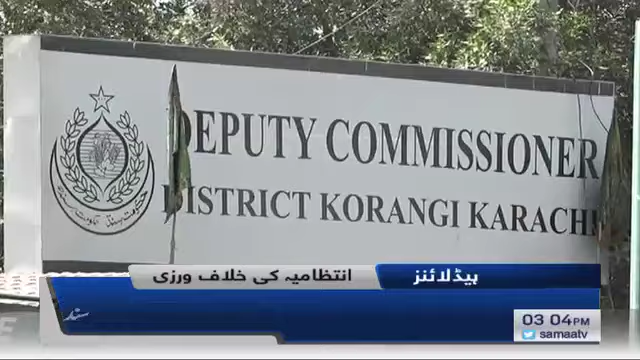 DEPUTY COMMISSIONER
DISTRICT KORANGI KARACHI
ہیڈلائنز
انتظامیہ کی خلاف ورزی
03 04PM
samaatv